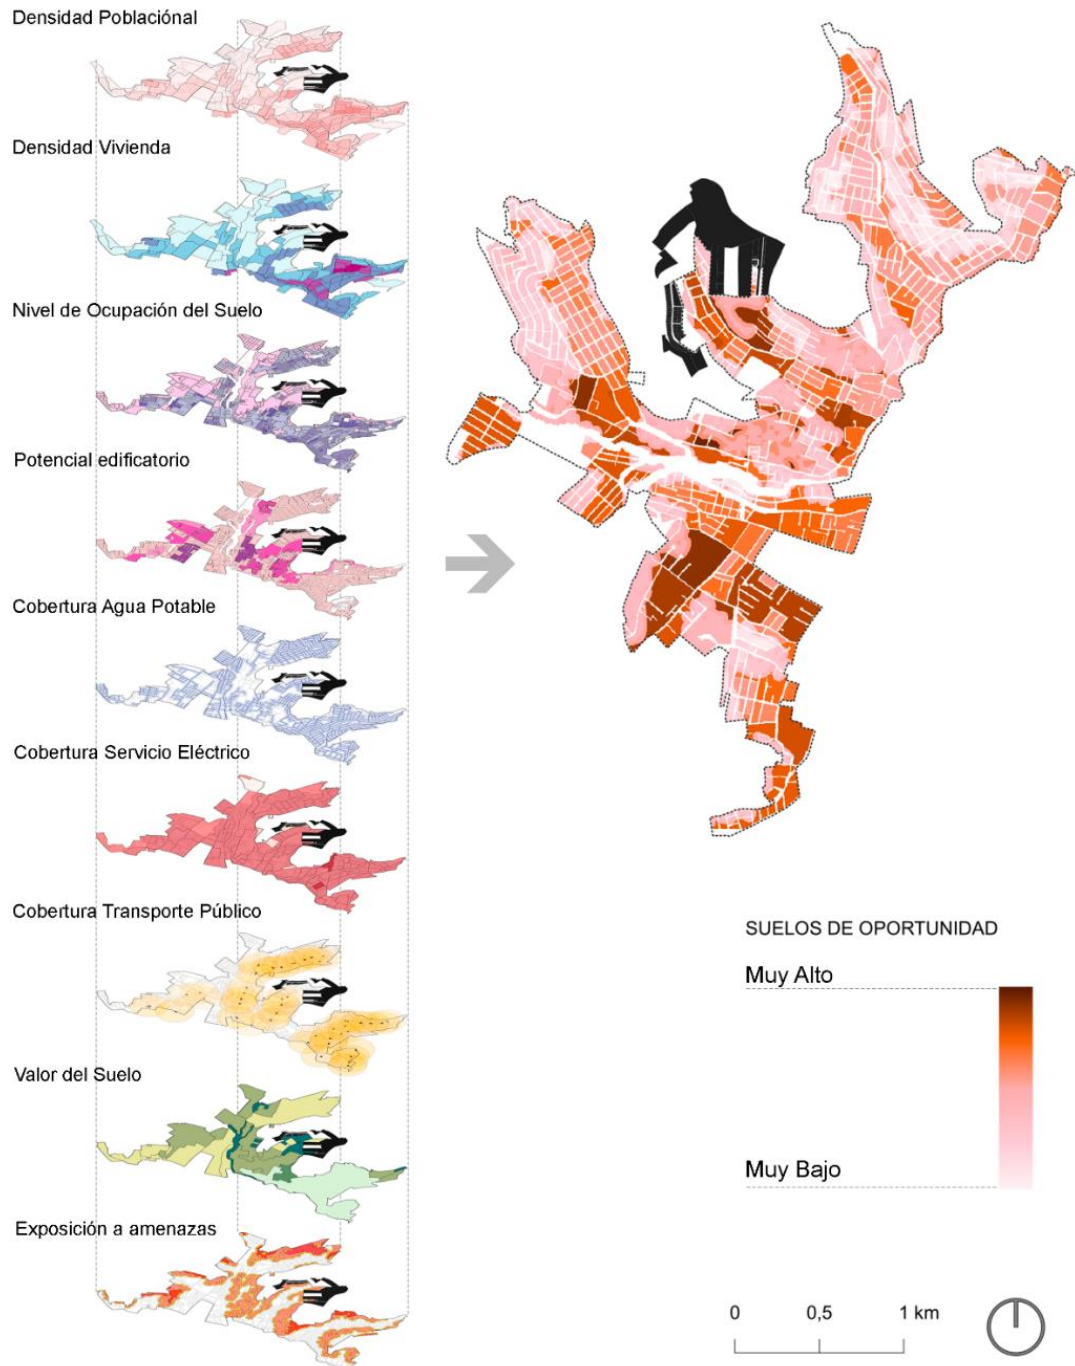 Densidad Poblaciónal
Densidad Vivienda
Nivel de Ocupación del Suelo
Potencial edificatorio
Cobertura Agua Potable
Cobertura Servicio Eléctrico
Cobertura Transporte Público
Valor del Suelo
Exposición a amenazas
SUELOS DE OPORTUNIDAD
Muy Alto
Muy Bajo
0 0,5 1 km